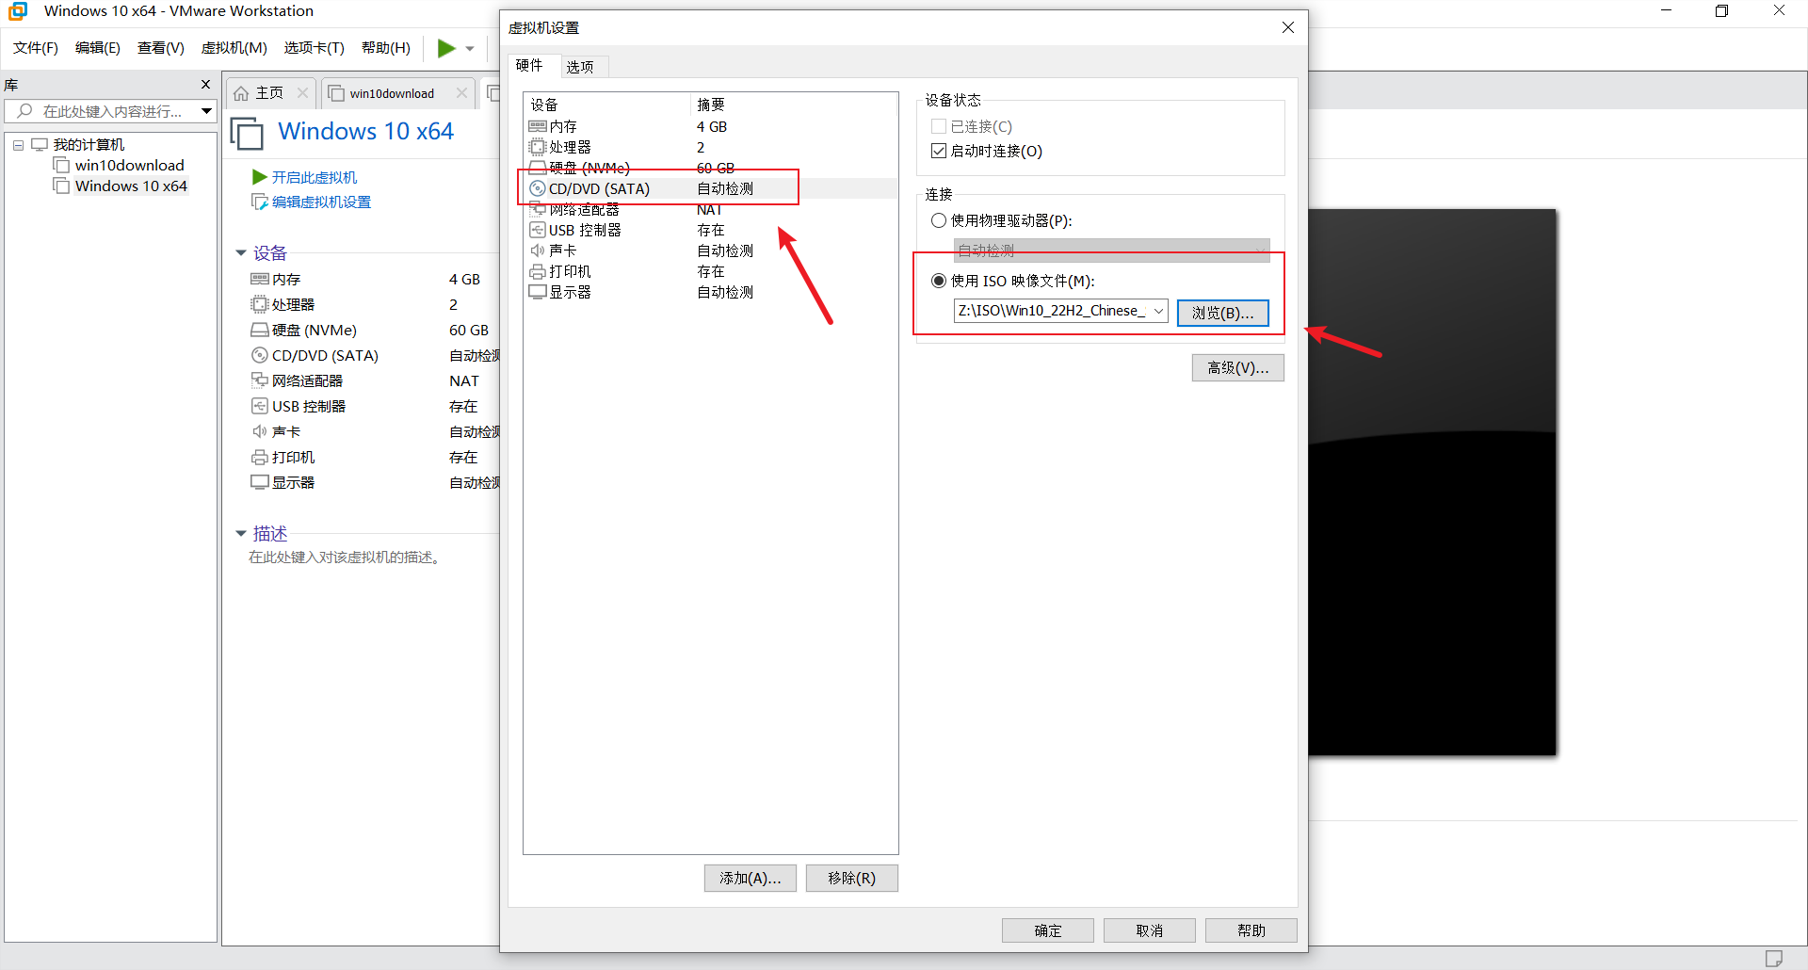 Windows 10 x64 - VMware Workstation
文件(F) 编辑(E) 查看(V) 虚拟机(M) 选项卡(T) 帮助(H)
库
在此处键入内容进行...
我的计算机
win10download
Windows 10 x64
主页
win10download
Windows 10 x64
开启此虚拟机
编辑虚拟机设置
设备
内存 4 GB
处理器 2
硬盘 (NVMe) 60 GB
CD/DVD (SATA) 自动检测
网络适配器 NAT
USB 控制器 存在
声卡 自动检测
打印机 存在
显示器 自动检测
描述
在此处键入对该虚拟机的描述。
虚拟机设置
硬件 选项
设备 摘要
内存 4 GB
处理器 2
硬盘 (NVMe) 60 GB
CD/DVD (SATA) 自动检测
网络适配器 NAT
USB 控制器 存在
声卡 自动检测
打印机 存在
显示器 自动检测
添加(A)... 移除(R)
设备状态
已连接(C)
启动时连接(O)
连接
使用物理驱动器(P):
自动检测
使用 ISO 映像文件(M):
Z:\ISO\Win10_22H2_Chinese_
浏览(B)...
高级(V)...
确定 取消 帮助